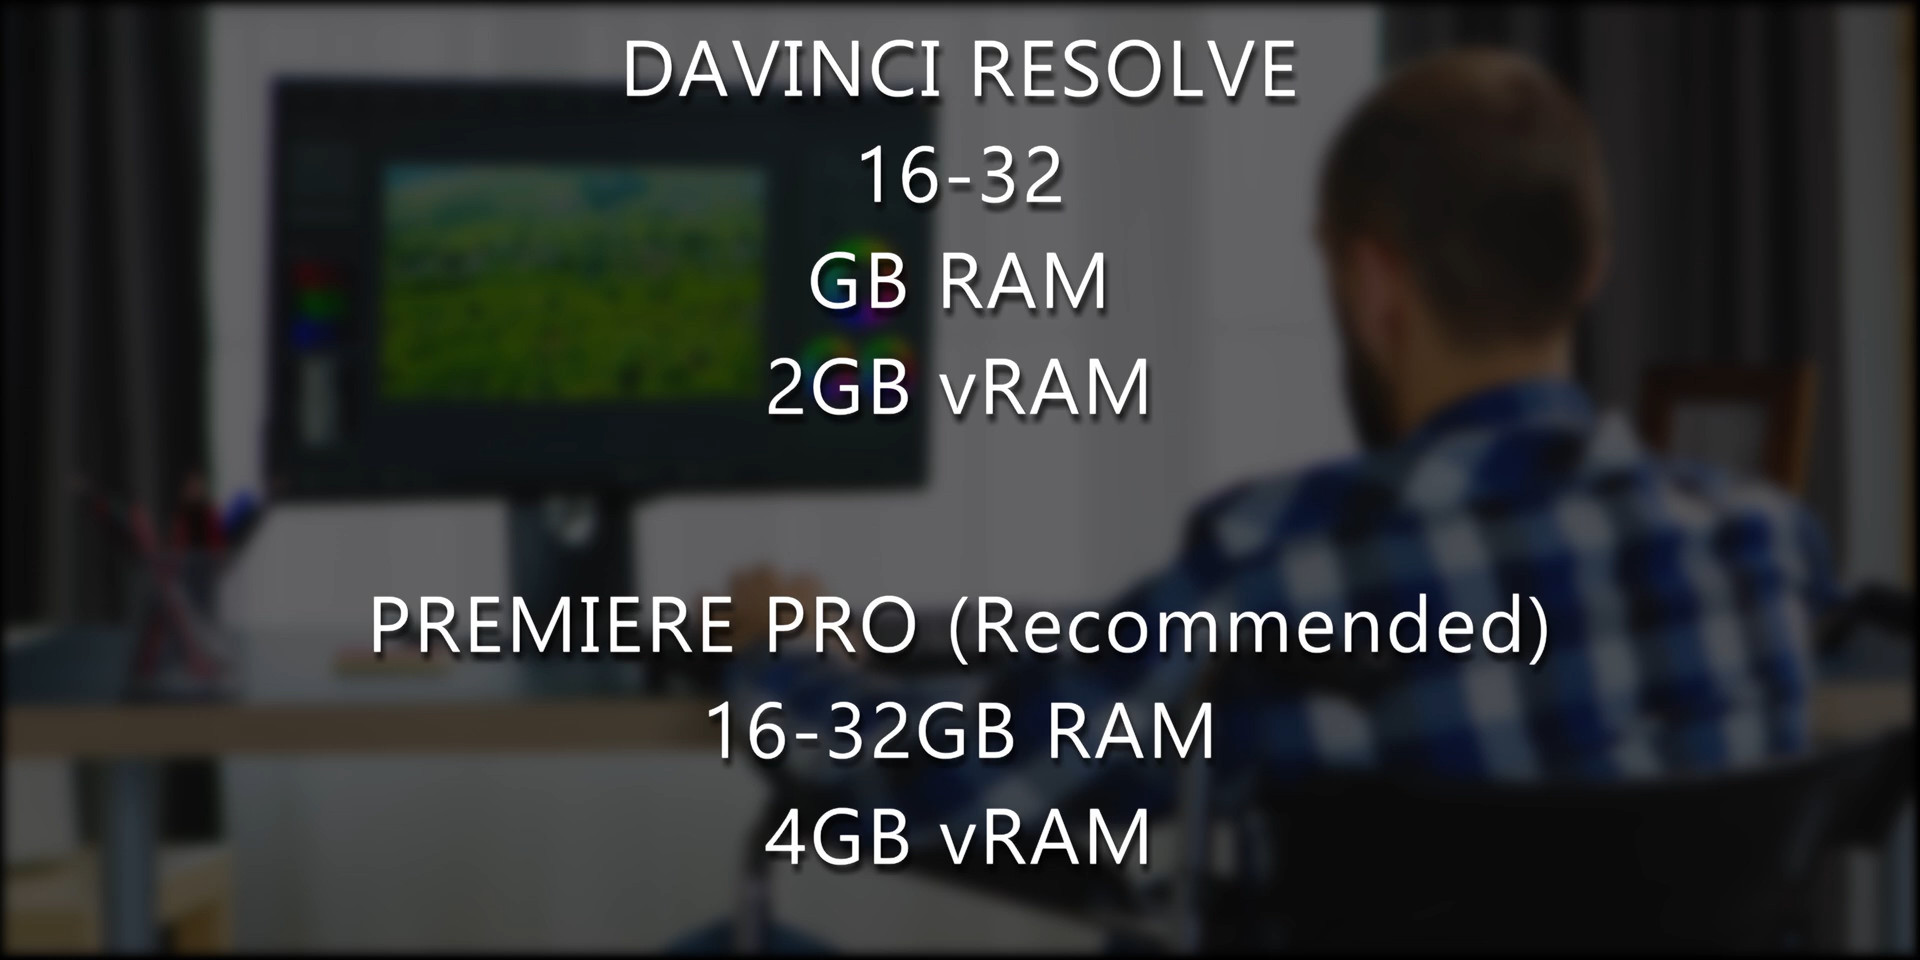 DAVINCI RESOLVE
16-32
GB RAM
2GB vRAM
PREMIERE PRO (Recommended)
16-32GB RAM
4GB vRAM